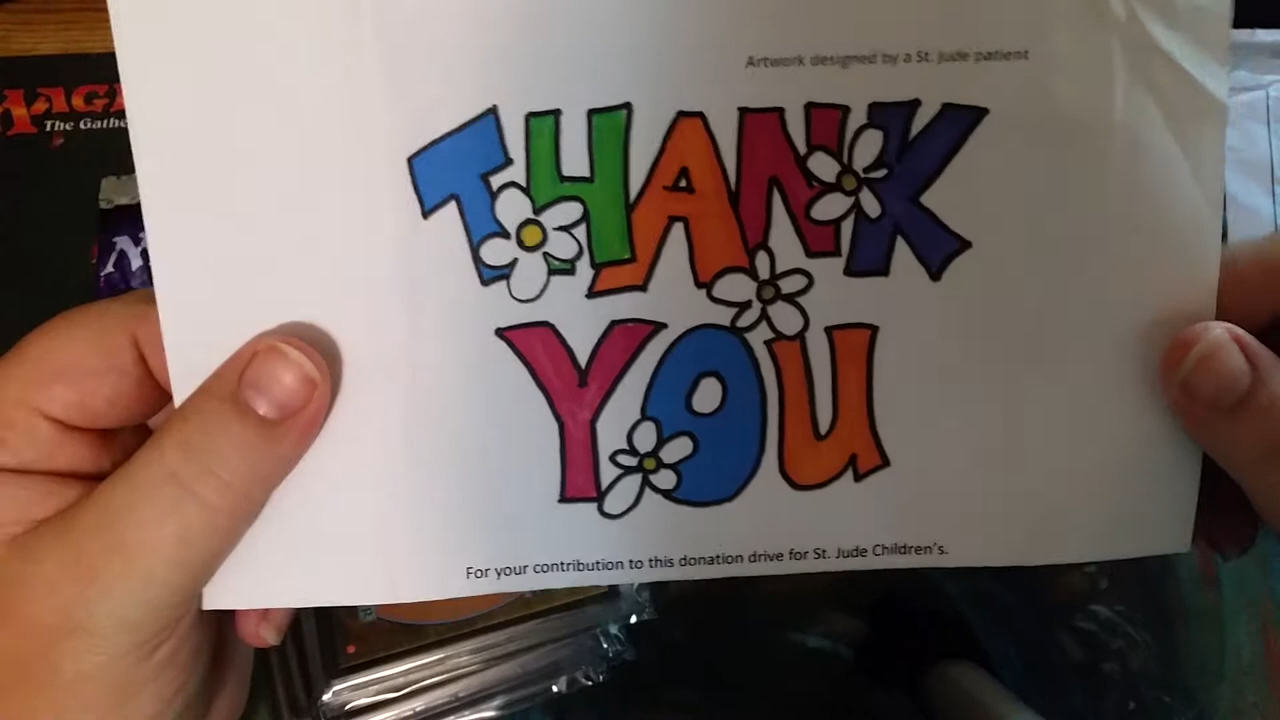 Artwork designed by a St. Jude patient
MAGI
The Gathe
THANK
YOU
For your contribution to this donation drive for St. Jude Children's.